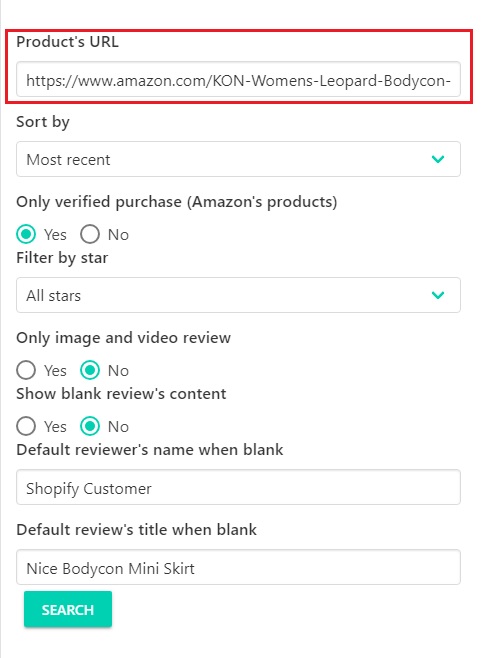 Product's URL
https://www.amazon.com/KON-Womens-Leopard-Bodycon-
Sort by
Most recent
Only verified purchase (Amazon's products)
Yes No
Filter by star
All stars
Only image and video review
Yes No
Show blank review's content
Yes No
Default reviewer's name when blank
Shopify Customer
Default review's title when blank
Nice Bodycon Mini Skirt
SEARCH